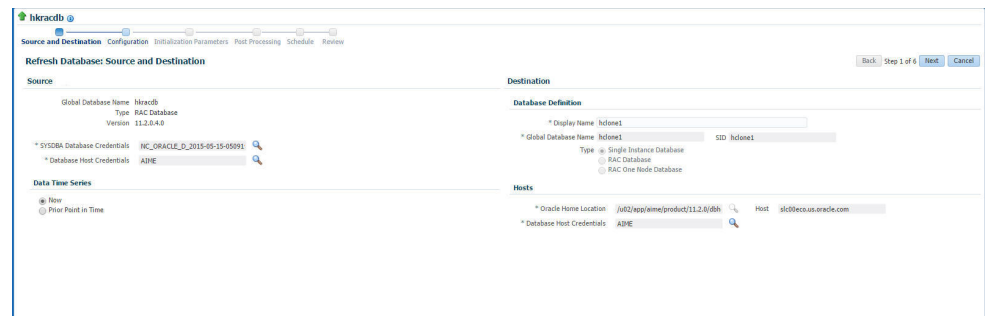 hkracdb
Source and Destination Configuration Initialization Parameters Post Processing Schedule Review
Refresh Database: Source and Destination
Back Step 1 of 6 Next Cancel
Source
Global Database Name hkracdb
Type RAC Database
Version 11.2.0.4.0
* SYSDBA Database Credentials NC_ORACLE_D_2015-05-15-05091
* Database Host Credentials AIME
Data Time Series
Now
Prior Point in Time
Destination
Database Definition
* Display Name hclone1
* Global Database Name hclone1 SID hclone1
Type Single Instance Database
RAC Database
RAC One Node Database
Hosts
* Oracle Home Location /u02/app/aime/product/11.2.0/dbh Host slc00eco.us.oracle.com
* Database Host Credentials AIME